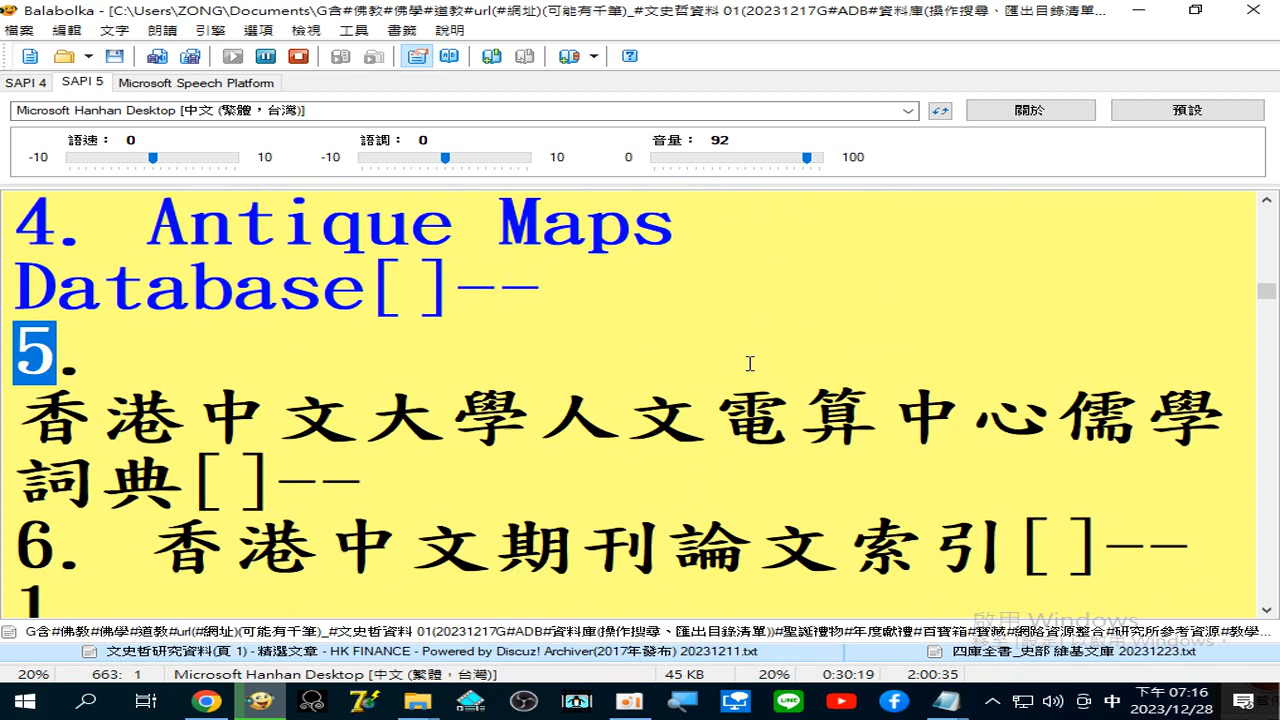 Balabolka - [C:\Users\ZONG\Documents\G含#佛教#佛學#道教#url(#網址)(可能有千筆)_#文史哲資料 01(20231217G#ADB#資料庫(操作搜尋、匯出目錄清單...
檔案 編輯 文字 朗讀 引擎 選項 檢視 工具 書籤 說明
SAPI 4 SAPI 5 Microsoft Speech Platform
Microsoft Hanhan Desktop [中文 (繁體，台灣)] 關於 預設
語速： 0 語調： 0 音量： 92
-10 10 -10 10 0 100
4. Antique Maps
Database[]--
5.
香港中文大學人文電算中心儒學
詞典[]--
6. 香港中文期刊論文索引[]--
1
啟用 Windows
G含#佛教#佛學#道教#url(#網址)(可能有千筆)_#文史哲資料 01(20231217G#ADB#資料庫(操作搜尋、匯出目錄清單))#聖誕禮物#年度獻禮#百寶箱#寶城#網路資源整合#研究所參考資源#教學...
文史哲研究資料(頁 1) - 精選文章 - HK FINANCE - Powered by Discuz! Archiver(2017年發布) 20231211.txt 四庫全書_史部 維基文庫 20231223.txt
20% 663: 1 Microsoft Hanhan Desktop [中文 (繁體，台灣)] 45 KB 20% 0:30:19 2:00:35
中 下午 07:16
2023/12/28